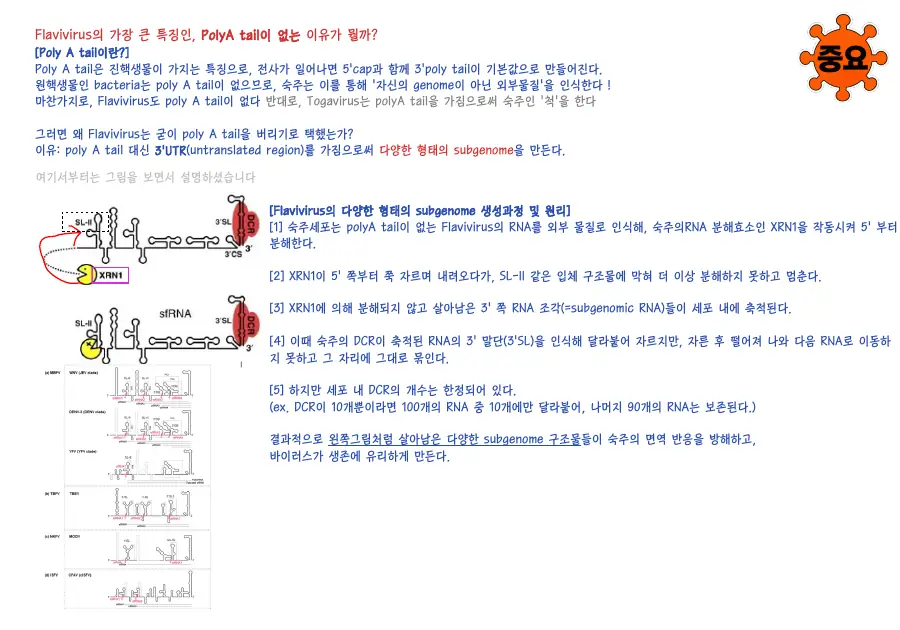 Flavivirus의 가장 큰 특징인, PolyA tail이 없는 이유가 뭘까?
중요
[Poly A tail이란?]
Poly A tail은 진핵생물이 가지는 특징으로, 전사가 일어나면 5'cap과 함께 3'poly tail이 기본값으로 만들어진다.
원핵생물인 bacteria는 poly A tail이 없으므로, 숙주는 이를 통해 '자신의 genome이 아닌 외부물질'을 인식한다 !
마찬가지로, Flavivirus도 poly A tail이 없다 반대로, Togavirus는 polyA tail을 가짐으로써 숙주인 '척'을 한다
그러면 왜 Flavivirus는 굳이 poly A tail을 버리기로 택했는가?
이유: poly A tail 대신 3'UTR(untranslated region)를 가짐으로써 다양한 형태의 subgenome을 만든다.
여기서부터는 그림을 보면서 설명하셨습니다
SL-II
3'SL
DCR
3'
3'CS
XRN1
SL-II
sfRNA
3'SL
DCR
3'
[Flavivirus의 다양한 형태의 subgenome 생성과정 및 원리]
[1] 숙주세포는 polyA tail이 없는 Flavivirus의 RNA를 외부 물질로 인식해, 숙주의RNA 분해효소인 XRN1을 작동시켜 5' 부터
분해한다.
[2] XRN1이 5' 쪽부터 쭉 자르며 내려오다가, SL-II 같은 입체 구조물에 막혀 더 이상 분해하지 못하고 멈춘다.
[3] XRN1에 의해 분해되지 않고 살아남은 3' 쪽 RNA 조각(=subgenomic RNA)들이 세포 내에 축적된다.
[4] 이때 숙주의 DCR이 축적된 RNA의 3' 말단(3'SL)을 인식해 달라붙어 자르지만, 자른 후 떨어져 나와 다음 RNA로 이동하
지 못하고 그 자리에 그대로 묶인다.
[5] 하지만 세포 내 DCR의 개수는 한정되어 있다.
(ex. DCR이 10개뿐이라면 100개의 RNA 중 10개에만 달라붙어, 나머지 90개의 RNA는 보존된다.)
결과적으로 왼쪽그림처럼 살아남은 다양한 subgenome 구조물들이 숙주의 면역 반응을 방해하고,
바이러스가 생존에 유리하게 만든다.
(a) MBFV
WNV (JEV clade)
DENV-2 (DENV clade)
YFV (YFV clade)
(b) TBFV
TBEV
(c) NKFV
MODV
(d) ISFV
CFAV (cISFV)